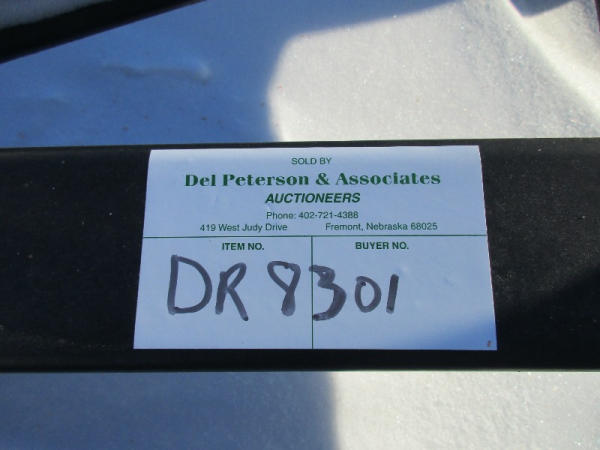 SOLD BY
Del Peterson & Associates
AUCTIONEERS
Phone: 402-721-4388
419 West Judy Drive Fremont, Nebraska 68025
ITEM NO. BUYER NO.
DR 8301